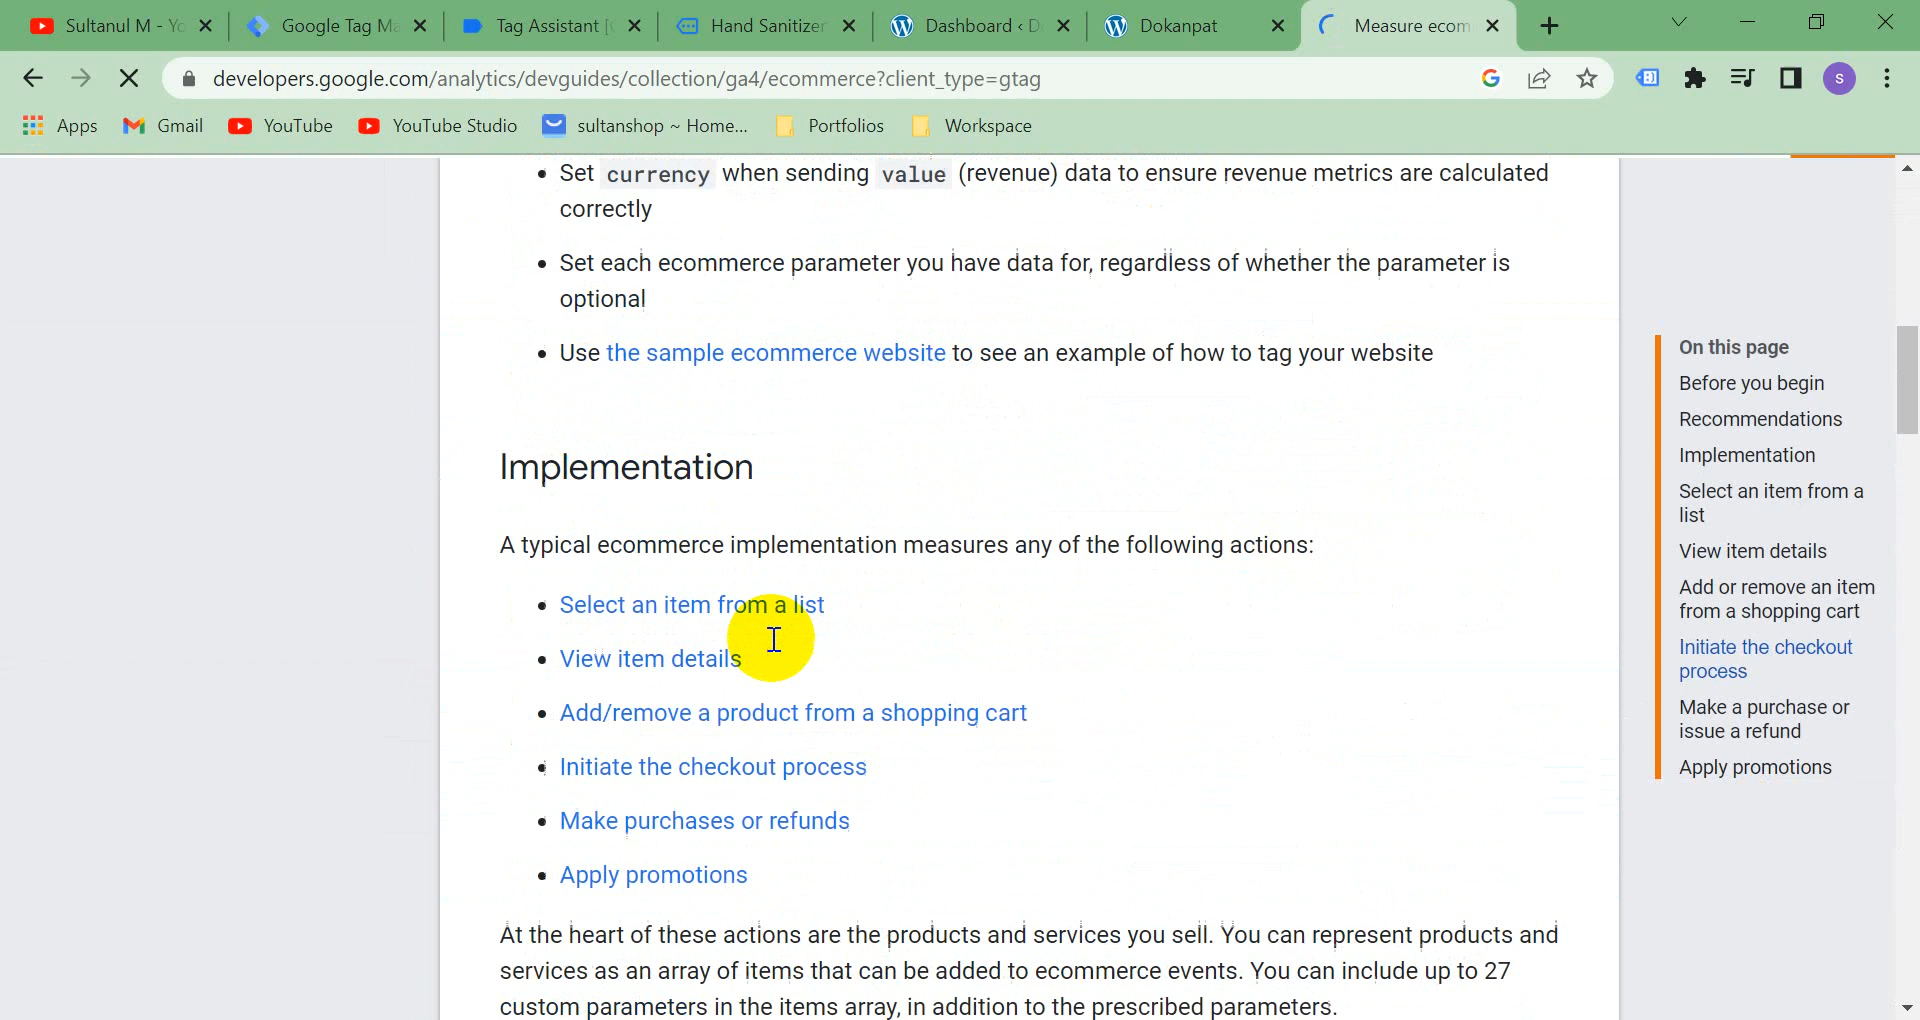 Sultanul M - Yo
Google Tag Ma
Tag Assistant [
Hand Sanitizer
Dashboard ‹ D
Dokanpat
Measure ecom
developers.google.com/analytics/devguides/collection/ga4/ecommerce?client_type=gtag
s
Apps
Gmail
YouTube
YouTube Studio
sultanshop ~ Home...
Portfolios
Workspace
• Set currency when sending value (revenue) data to ensure revenue metrics are calculated
correctly
• Set each ecommerce parameter you have data for, regardless of whether the parameter is
optional
• Use the sample ecommerce website to see an example of how to tag your website
Implementation
A typical ecommerce implementation measures any of the following actions:
• Select an item from a list
• View item details
• Add/remove a product from a shopping cart
• Initiate the checkout process
• Make purchases or refunds
• Apply promotions
At the heart of these actions are the products and services you sell. You can represent products and
services as an array of items that can be added to ecommerce events. You can include up to 27
custom parameters in the items array, in addition to the prescribed parameters.
On this page
Before you begin
Recommendations
Implementation
Select an item from a
list
View item details
Add or remove an item
from a shopping cart
Initiate the checkout
process
Make a purchase or
issue a refund
Apply promotions